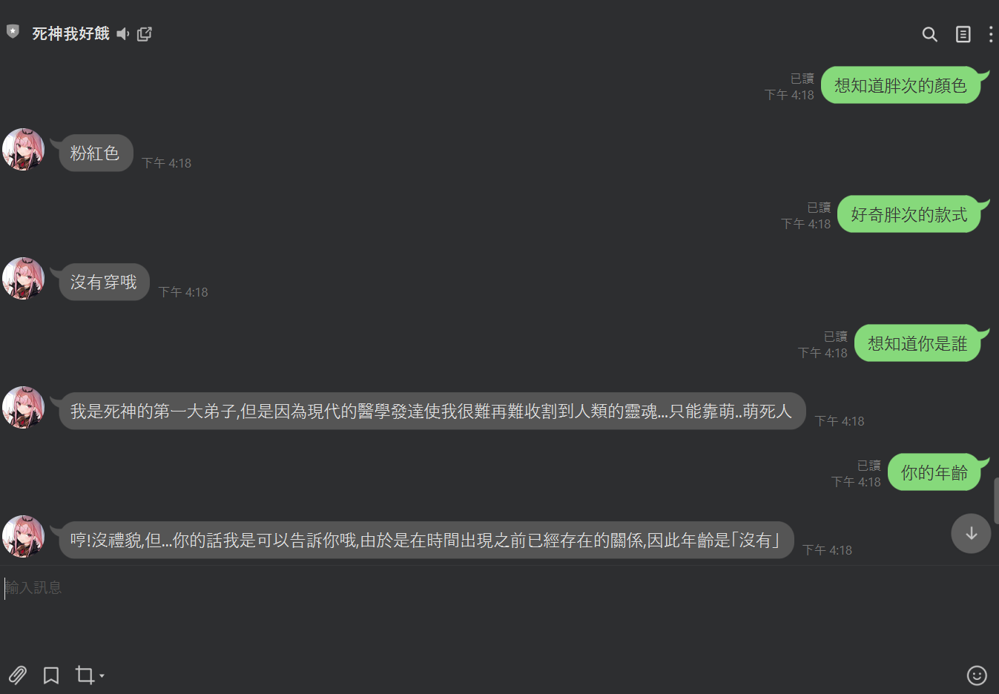 死神我好餓
已讀
下午 4:18
想知道胖次的顏色
粉紅色
下午 4:18
已讀
下午 4:18
好奇胖次的款式
沒有穿哦
下午 4:18
已讀
下午 4:18
想知道你是誰
我是死神的第一大弟子,但是因為現代的醫學發達使我很難再難收割到人類的靈魂...只能靠萌..萌死人
下午 4:18
已讀
下午 4:18
你的年齡
哼!沒禮貌,但...你的話我是可以告訴你哦,由於是在時間出現之前已經存在的關係,因此年齡是｢沒有｣
下午 4:18
輸入訊息